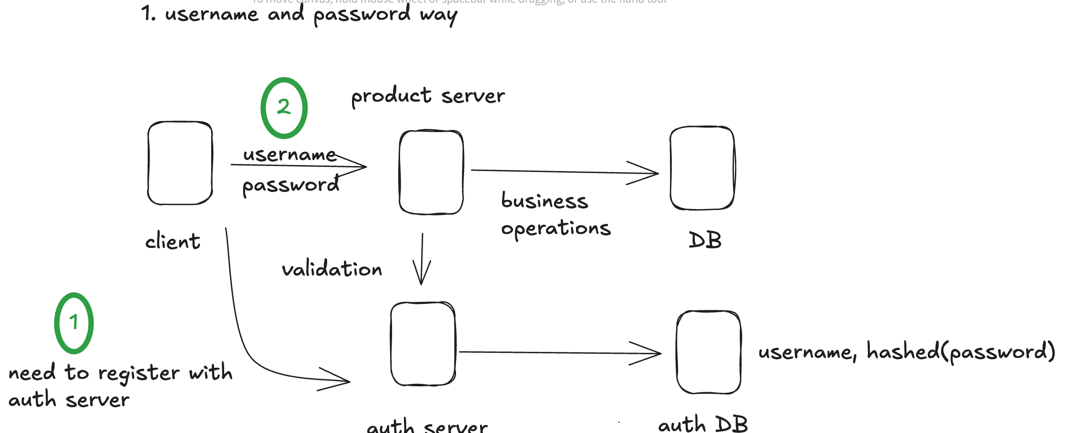 To move canvas, hold mouse wheel or spacebar while dragging, or use the hand tool
1. username and password way
2
product server
username
password
business
operations
client
DB
validation
1
need to register with
auth server
username, hashed(password)
auth server
auth DB